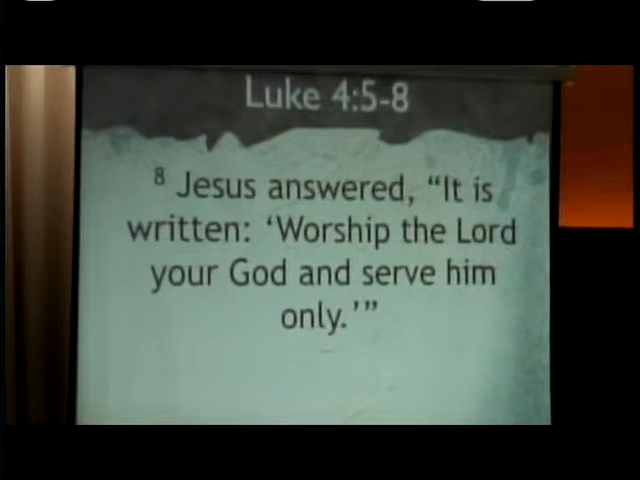 Luke 4:5-8
8 Jesus answered, “It is
written: ‘Worship the Lord
your God and serve him
only.’”